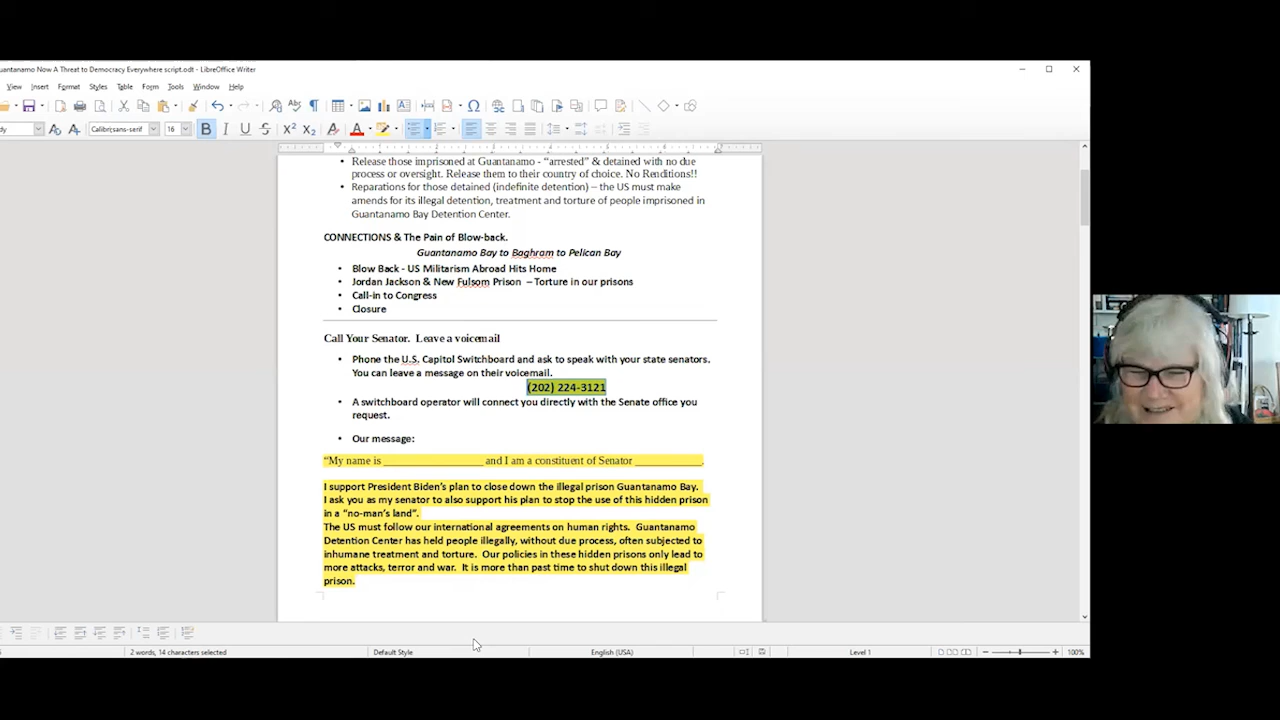 uantanamo Now A Threat to Democracy Everywhere script.odt - LibreOffice Writer
View Insert Format Styles Table Form Tools Window Help
dy Calibri;sans-serif 16
Release those imprisoned at Guantanamo - “arrested” & detained with no due
process or oversight. Release them to their country of choice. No Renditions!!
Reparations for those detained (indefinite detention) – the US must make
amends for its illegal detention, treatment and torture of people imprisoned in
Guantanamo Bay Detention Center.
CONNECTIONS & The Pain of Blow-back.
Guantanamo Bay to Baghram to Pelican Bay
• Blow Back - US Militarism Abroad Hits Home
• Jordan Jackson & New Fulsom Prison – Torture in our prisons
• Call-in to Congress
• Closure
Call Your Senator. Leave a voicemail
• Phone the U.S. Capitol Switchboard and ask to speak with your state senators.
You can leave a message on their voicemail.
(202) 224-3121
• A switchboard operator will connect you directly with the Senate office you
request.
• Our message:
“My name is ___________________ and I am a constituent of Senator _____________.
I support President Biden’s plan to close down the illegal prison Guantanamo Bay.
I ask you as my senator to also support his plan to stop the use of this hidden prison
in a “no-man’s land”.
The US must follow our international agreements on human rights. Guantanamo
Detention Center has held people illegally, without due process, often subjected to
inhumane treatment and torture. Our policies in these hidden prisons only lead to
more attacks, terror and war. It is more than past time to shut down this illegal
prison.
2 words, 14 characters selected Default Style English (USA) Level 1 100%